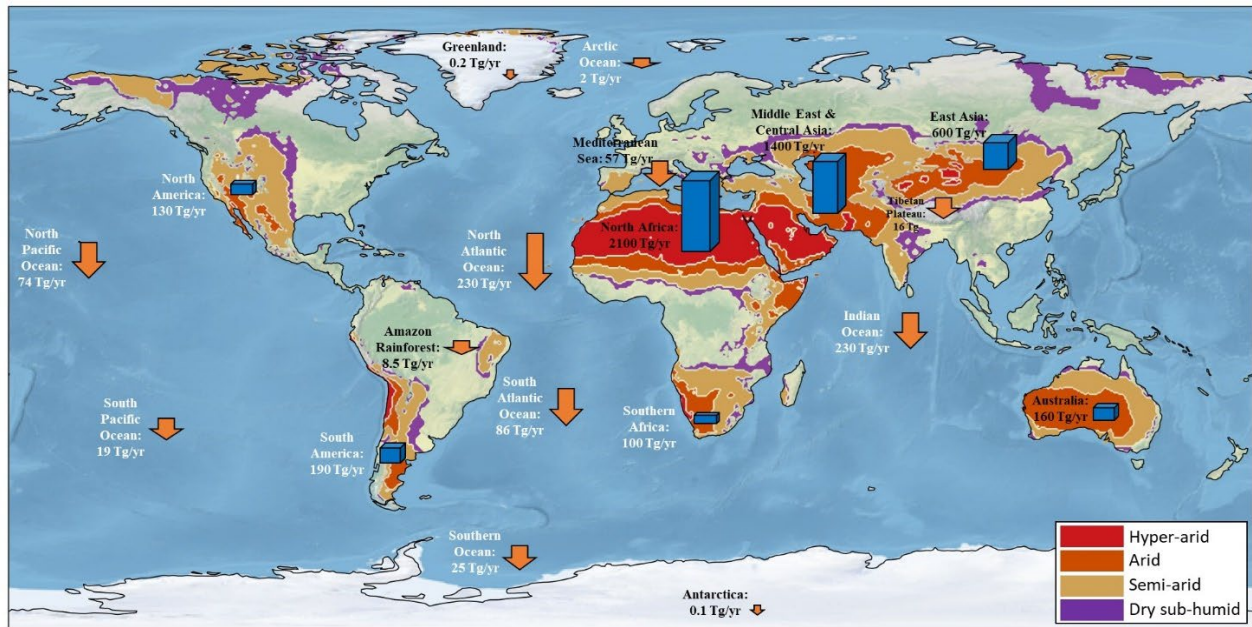 Greenland:
0.2 Tg/yr
Arctic
Ocean:
2 Tg/yr
Middle East &
Central Asia:
1400 Tg/yr
East Asia:
600 Tg/yr
Mediterranean
Sea: 57 Tg/yr
North
America:
130 Tg/yr
Tibetan
Plateau:
16 Tg
North Africa:
2100 Tg/yr
North
Pacific
Ocean:
74 Tg/yr
North
Atlantic
Ocean:
230 Tg/yr
Indian
Ocean:
230 Tg/yr
Amazon
Rainforest:
8.5 Tg/yr
South
Atlantic
Ocean:
86 Tg/yr
South
Pacific
Ocean:
19 Tg/yr
Southern
Africa:
100 Tg/yr
Australia:
160 Tg/yr
South
America:
190 Tg/yr
Southern
Ocean:
25 Tg/yr
Antarctica:
0.1 Tg/yr
Hyper-arid
Arid
Semi-arid
Dry sub-humid